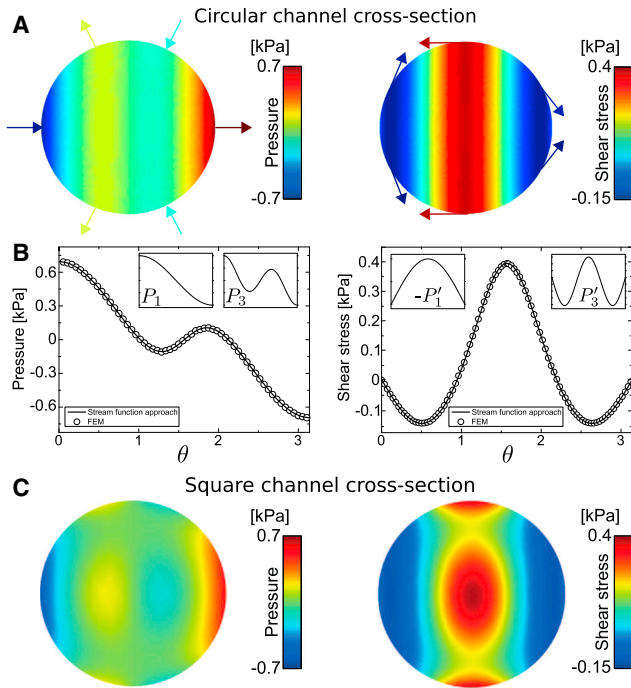 A
Circular channel cross-section
[kPa]
0.7
Pressure
-0.7
[kPa]
0.4
Shear stress
-0.15
B
Pressure [kPa]
0.6
0.3
0
-0.3
-0.6
P1
P3
Stream function approach
FEM
0
1
2
3
θ
Shear stress [kPa]
0.4
0.3
0.2
0.1
0
-0.1
-P1′
P3′
Stream function approach
FEM
0
1
2
3
θ
C
Square channel cross-section
[kPa]
0.7
Pressure
-0.7
[kPa]
0.4
Shear stress
-0.15